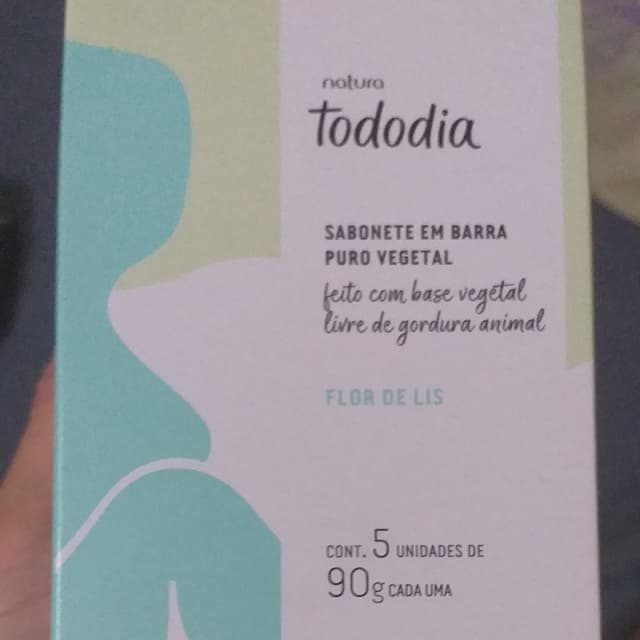 natura
Tododia
SABONETE EM BARRA
PURO VEGETAL
feito com base vegetal
livre de gordura animal
FLOR DE LIS
CONT. 5 UNIDADES DE
90g CADA UMA